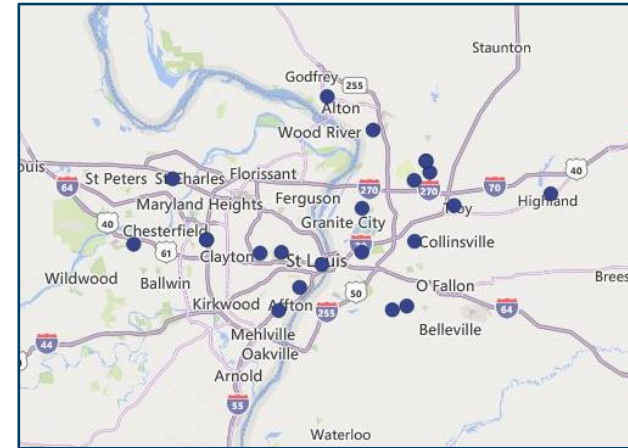 Staunton
Godfrey
255
Alton
Wood River
ouis
64
St Peters
St Charles
Florissant
270
270
70
40
Ferguson
Maryland Heights
Troy
Highland
40
Granite City
Chesterfield
61
Clayton
St Louis
Collinsville
Wildwood
Ballwin
50
O'Fallon
Brees
Kirkwood
Affton
255
64
Mehlville
Belleville
44
Oakville
Arnold
55
Waterloo